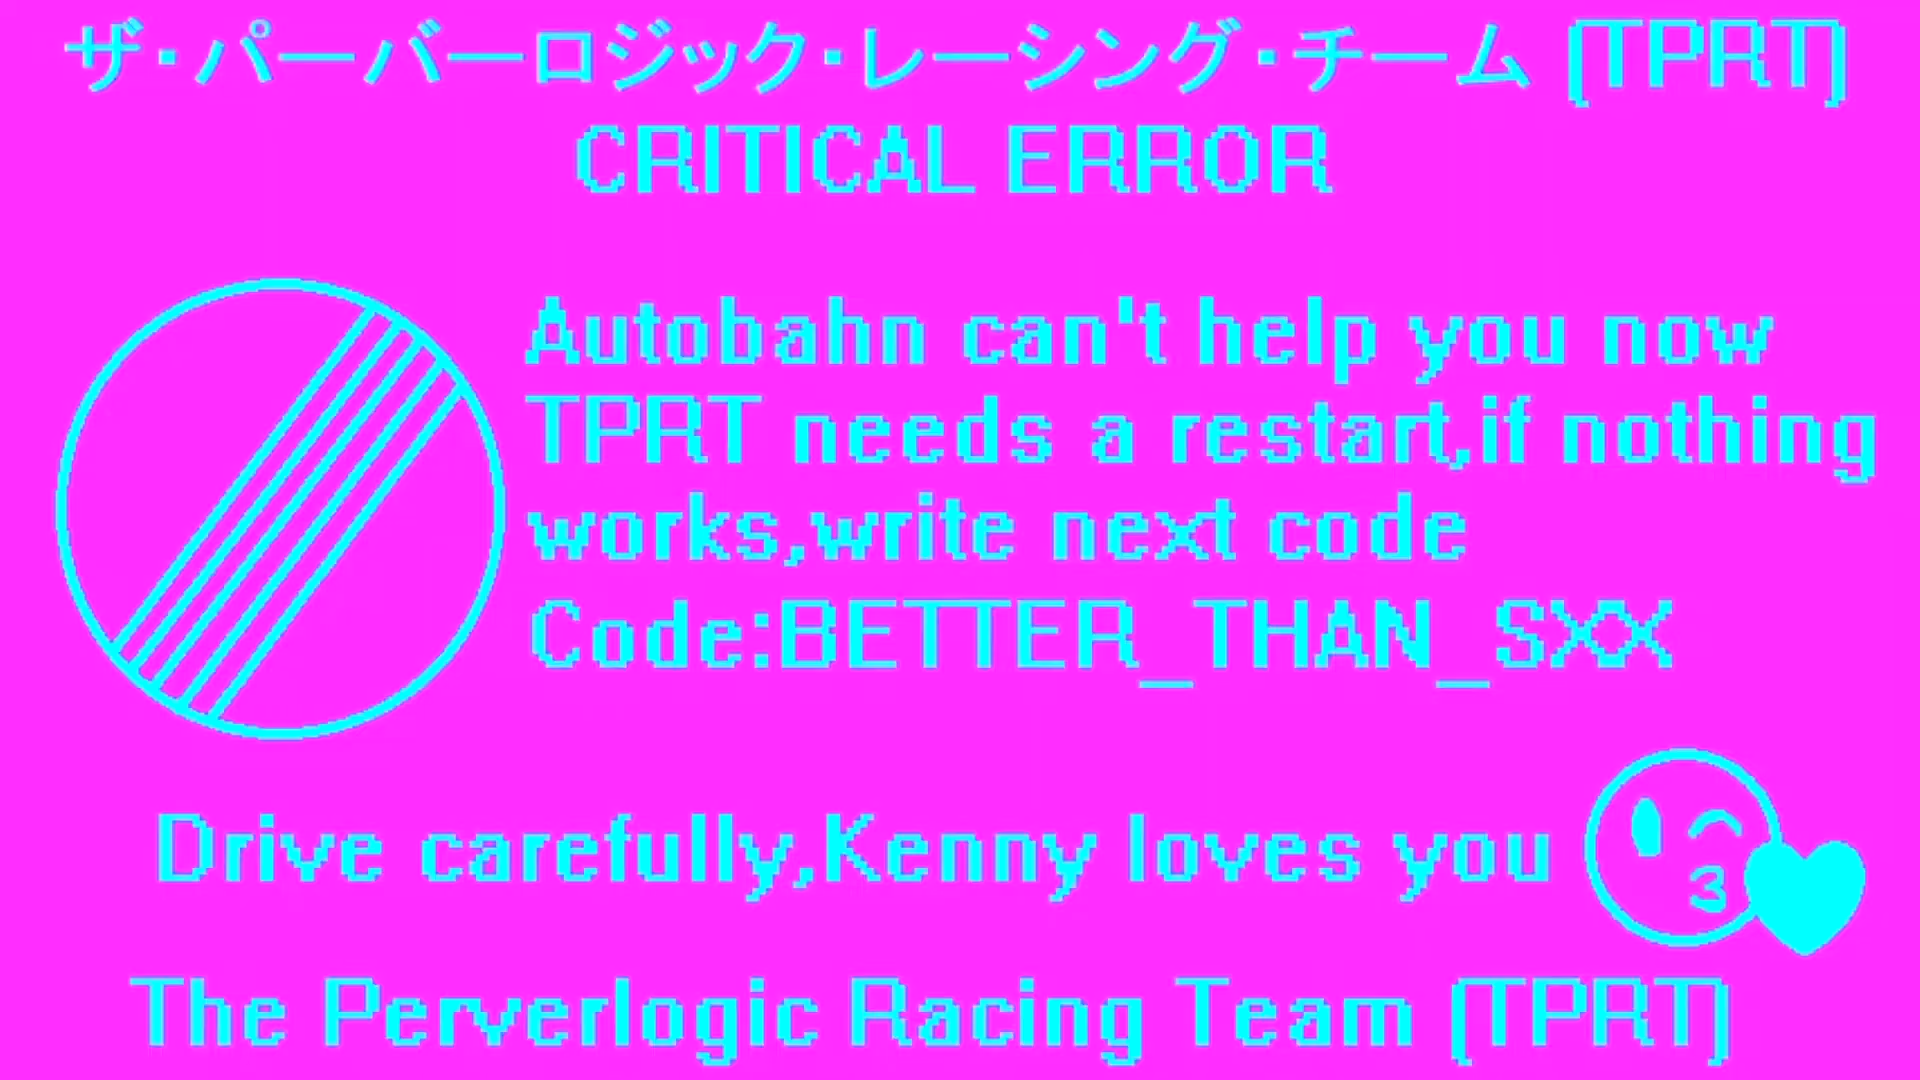 ザ・パーバーロジック・レーシング・チーム (TPRT)
CRITICAL ERROR
Autobahn can't help you now
TPRT needs a restart,if nothing
works,write next code
Code:BETTER_THAN_SXX
Drive carefully,Kenny loves you
The Perverlogic Racing Team (TPRT)